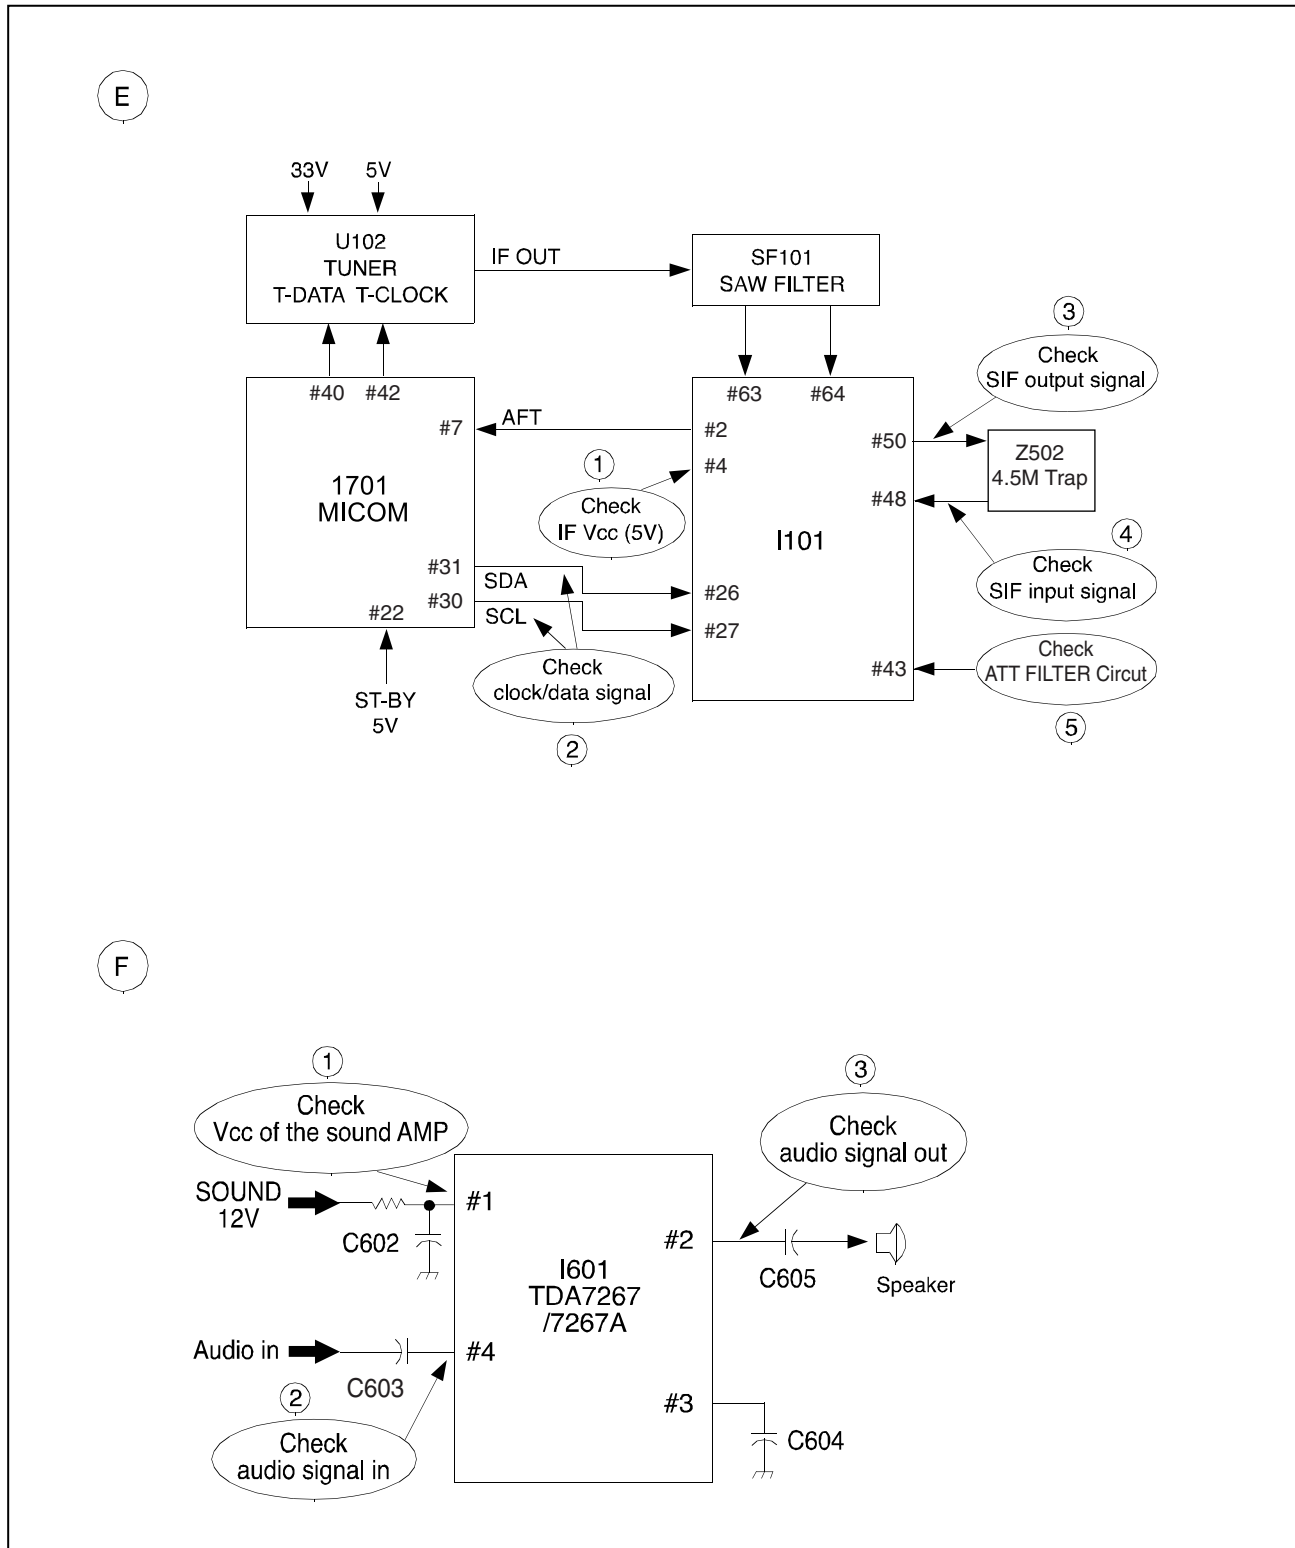 E
33V 5V
U102
TUNER
T-DATA T-CLOCK
IF OUT
SF101
SAW FILTER
3
Check
SIF output signal
#40 #42
#7
AFT
#63 #64
#2
#4
#50
#48
Z502
4.5M Trap
1701
MICOM
1
Check
IF Vcc (5V)
I101
4
Check
SIF input signal
#31
SDA
#30
SCL
#22
#26
#27
#43
Check
ATT FILTER Circut
5
Check
clock/data signal
2
ST-BY
5V
F
1
Check
Vcc of the sound AMP
3
Check
audio signal out
SOUND
12V
C602
#1
#2
C605
Speaker
I601
TDA7267
/7267A
Audio in
C603
#4
#3
C604
2
Check
audio signal in